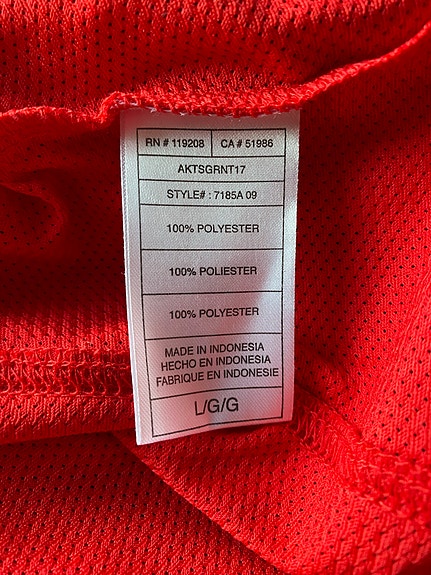 RN # 119208 CA # 51986
AKTSGRNT17
STYLE# : 7185A 09
100% POLYESTER
100% POLIESTER
100% POLYESTER
MADE IN INDONESIA
HECHO EN INDONESIA
FABRIQUE EN INDONESIE
L/G/G